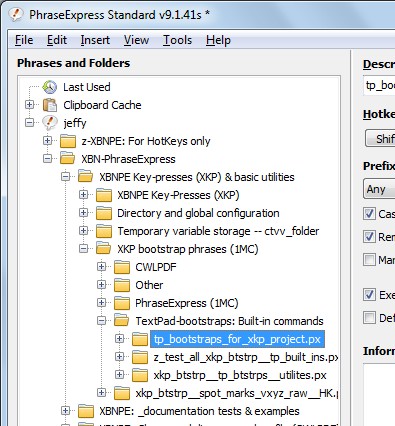 PhraseExpress Standard v9.1.41s *
File Edit Insert View Tools Help
Phrases and Folders
Last Used
Clipboard Cache
jeffy
z-XBNPE: For HotKeys only
XBN-PhraseExpress
XBNPE Key-presses (XKP) & basic utilities
XBNPE Key-Presses (XKP)
Directory and global configuration
Temporary variable storage -- ctvv_folder
XKP bootstrap phrases (1MC)
CWLPDF
Other
PhraseExpress (1MC)
TextPad-bootstraps: Built-in commands
tp_bootstraps_for_xkp_project.px
z_test_all_xkp_btstrp__tp_built_ins.px
xkp_btstrp__tp_btstrps__utilites.px
xkp_btstrp__spot_marks_vxyz_raw__HK.p
XBNPE: _documentation tests & examples
Descr
tp_boo
Hotke
Shif
Prefix
Any
Cas
Rem
Man
Exe
Def
Inforn